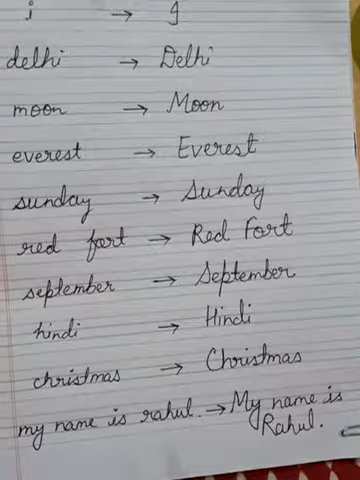 i → I
delhi → Delhi
moon → Moon
everest → Everest
sunday → Sunday
red fort → Red Fort
september → September
hindi → Hindi
christmas → Christmas
my name is rahul. → My name is
Rahul.